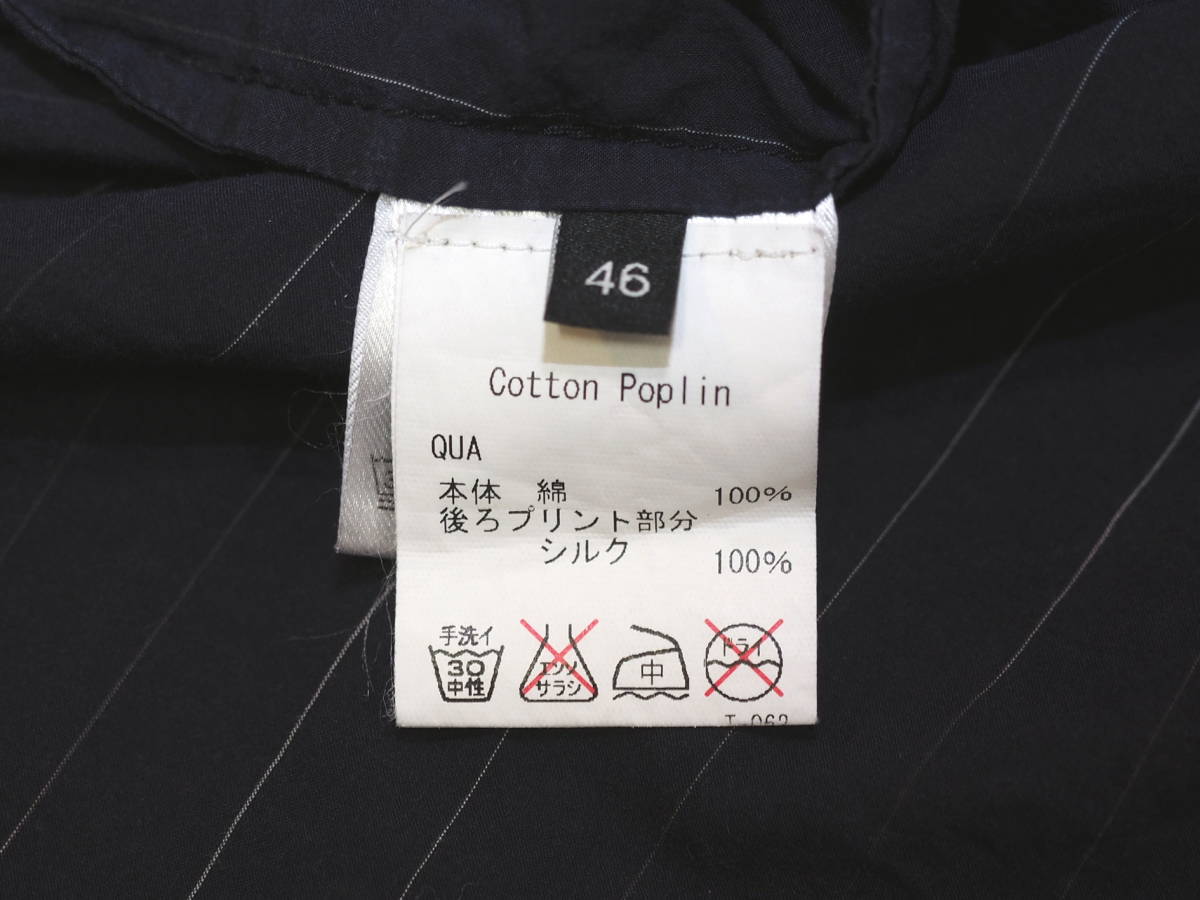 46
Cotton Poplin
QUA
本体 綿 100%
後ろプリント部分
シルク 100%
手洗イ
30
中性
エンソ
サラシ
中
ドライ